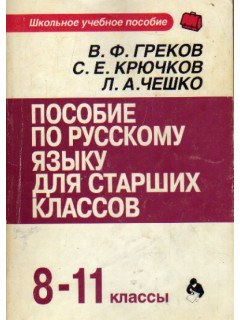 Школьное учебное пособие
В. Ф. ГРЕКОВ
С. Е. КРЮЧКОВ
Л. А. ЧЕШКО
ПОСОБИЕ
ПО РУССКОМУ
ЯЗЫКУ
ДЛЯ СТАРШИХ
КЛАССОВ
8-11 классы